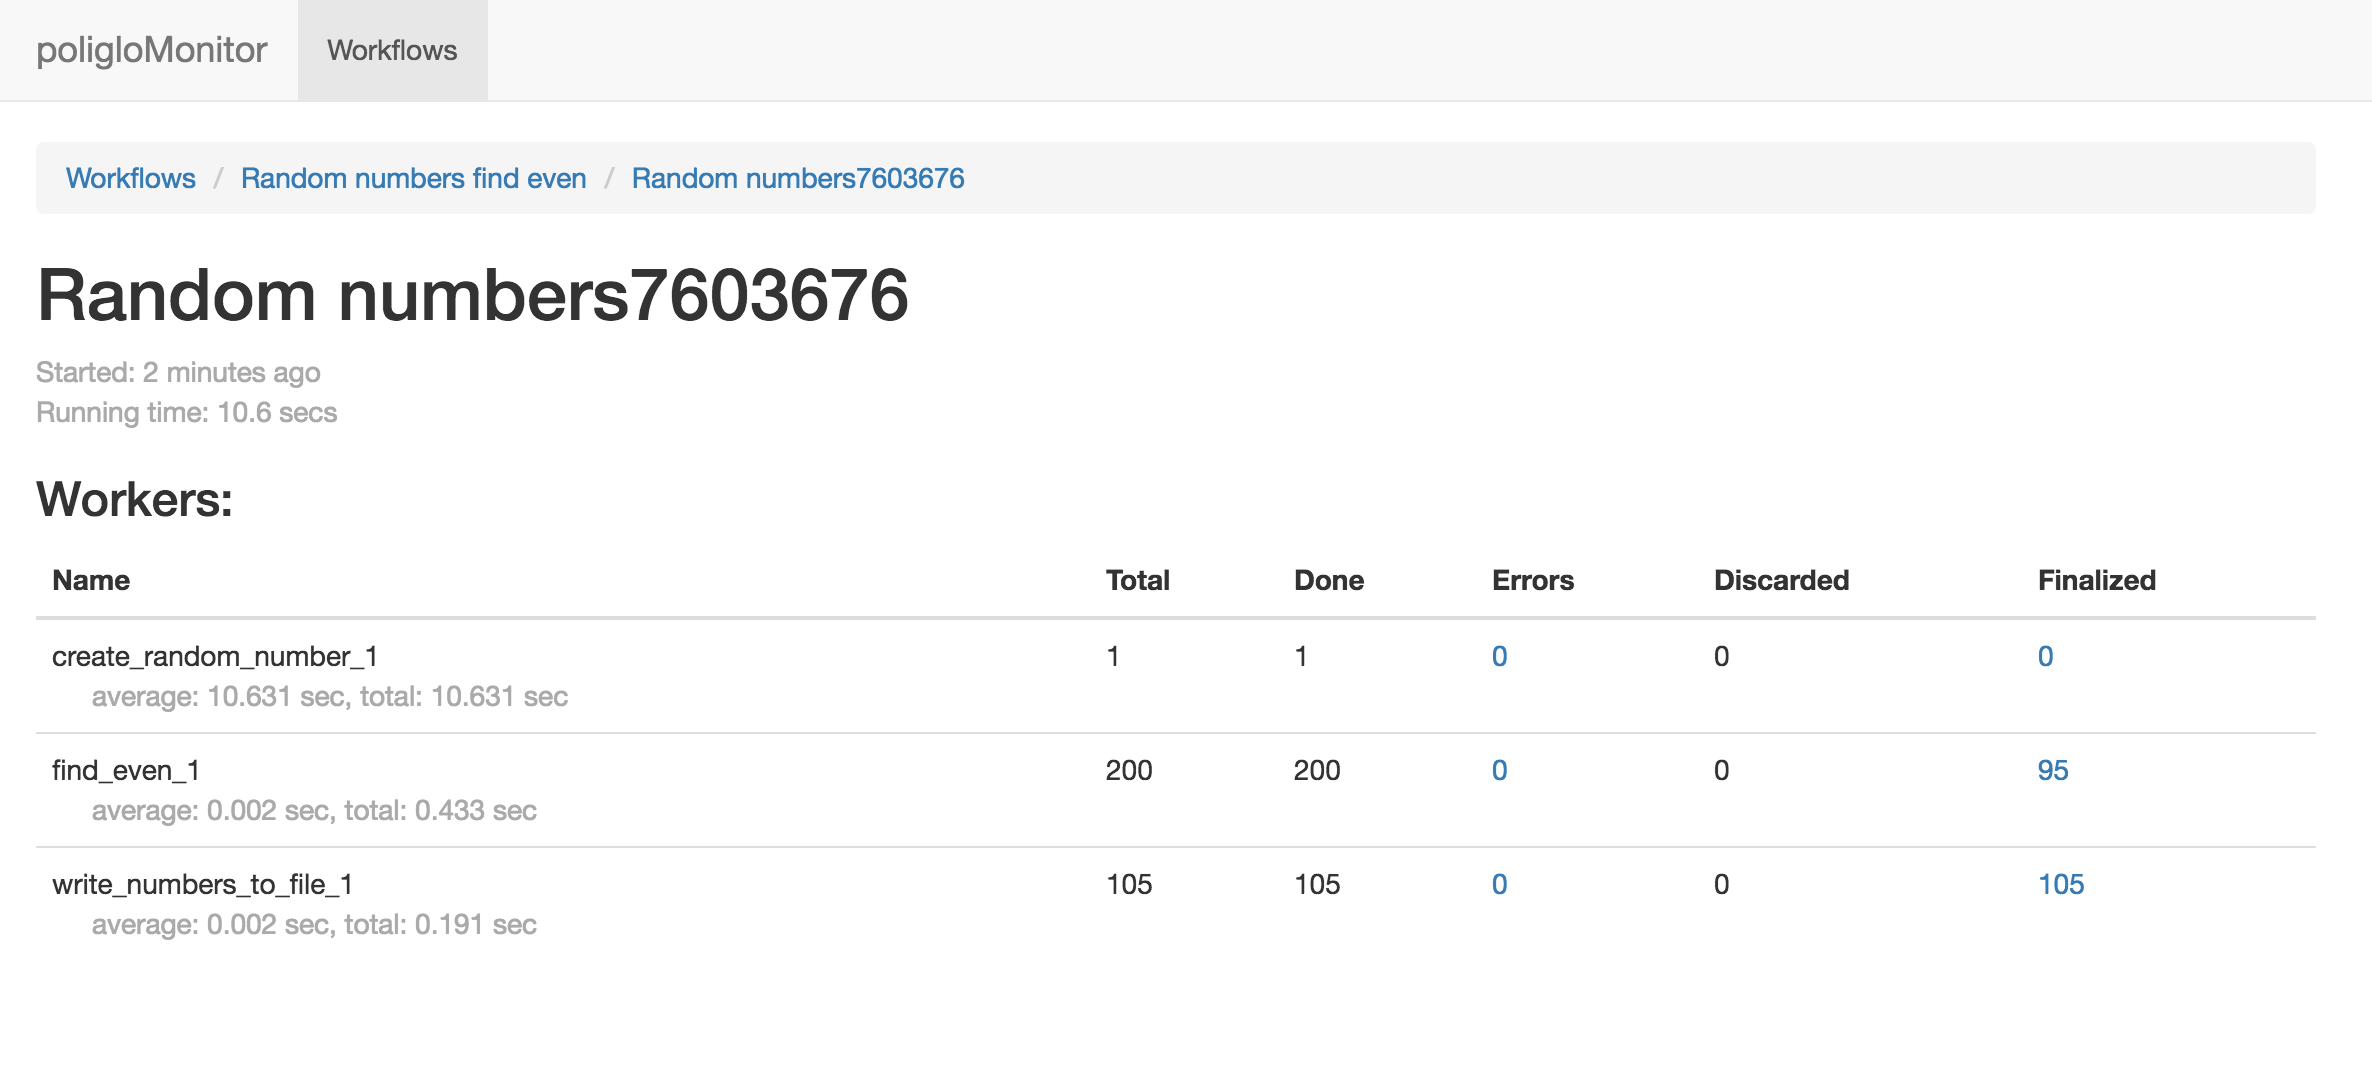 poligloMonitor Workflows
Workflows / Random numbers find even / Random numbers7603676
Random numbers7603676
Started: 2 minutes ago
Running time: 10.6 secs
Workers:
Name Total Done Errors Discarded Finalized
create_random_number_1 1 1 0 0 0
average: 10.631 sec, total: 10.631 sec
find_even_1 200 200 0 0 95
average: 0.002 sec, total: 0.433 sec
write_numbers_to_file_1 105 105 0 0 105
average: 0.002 sec, total: 0.191 sec